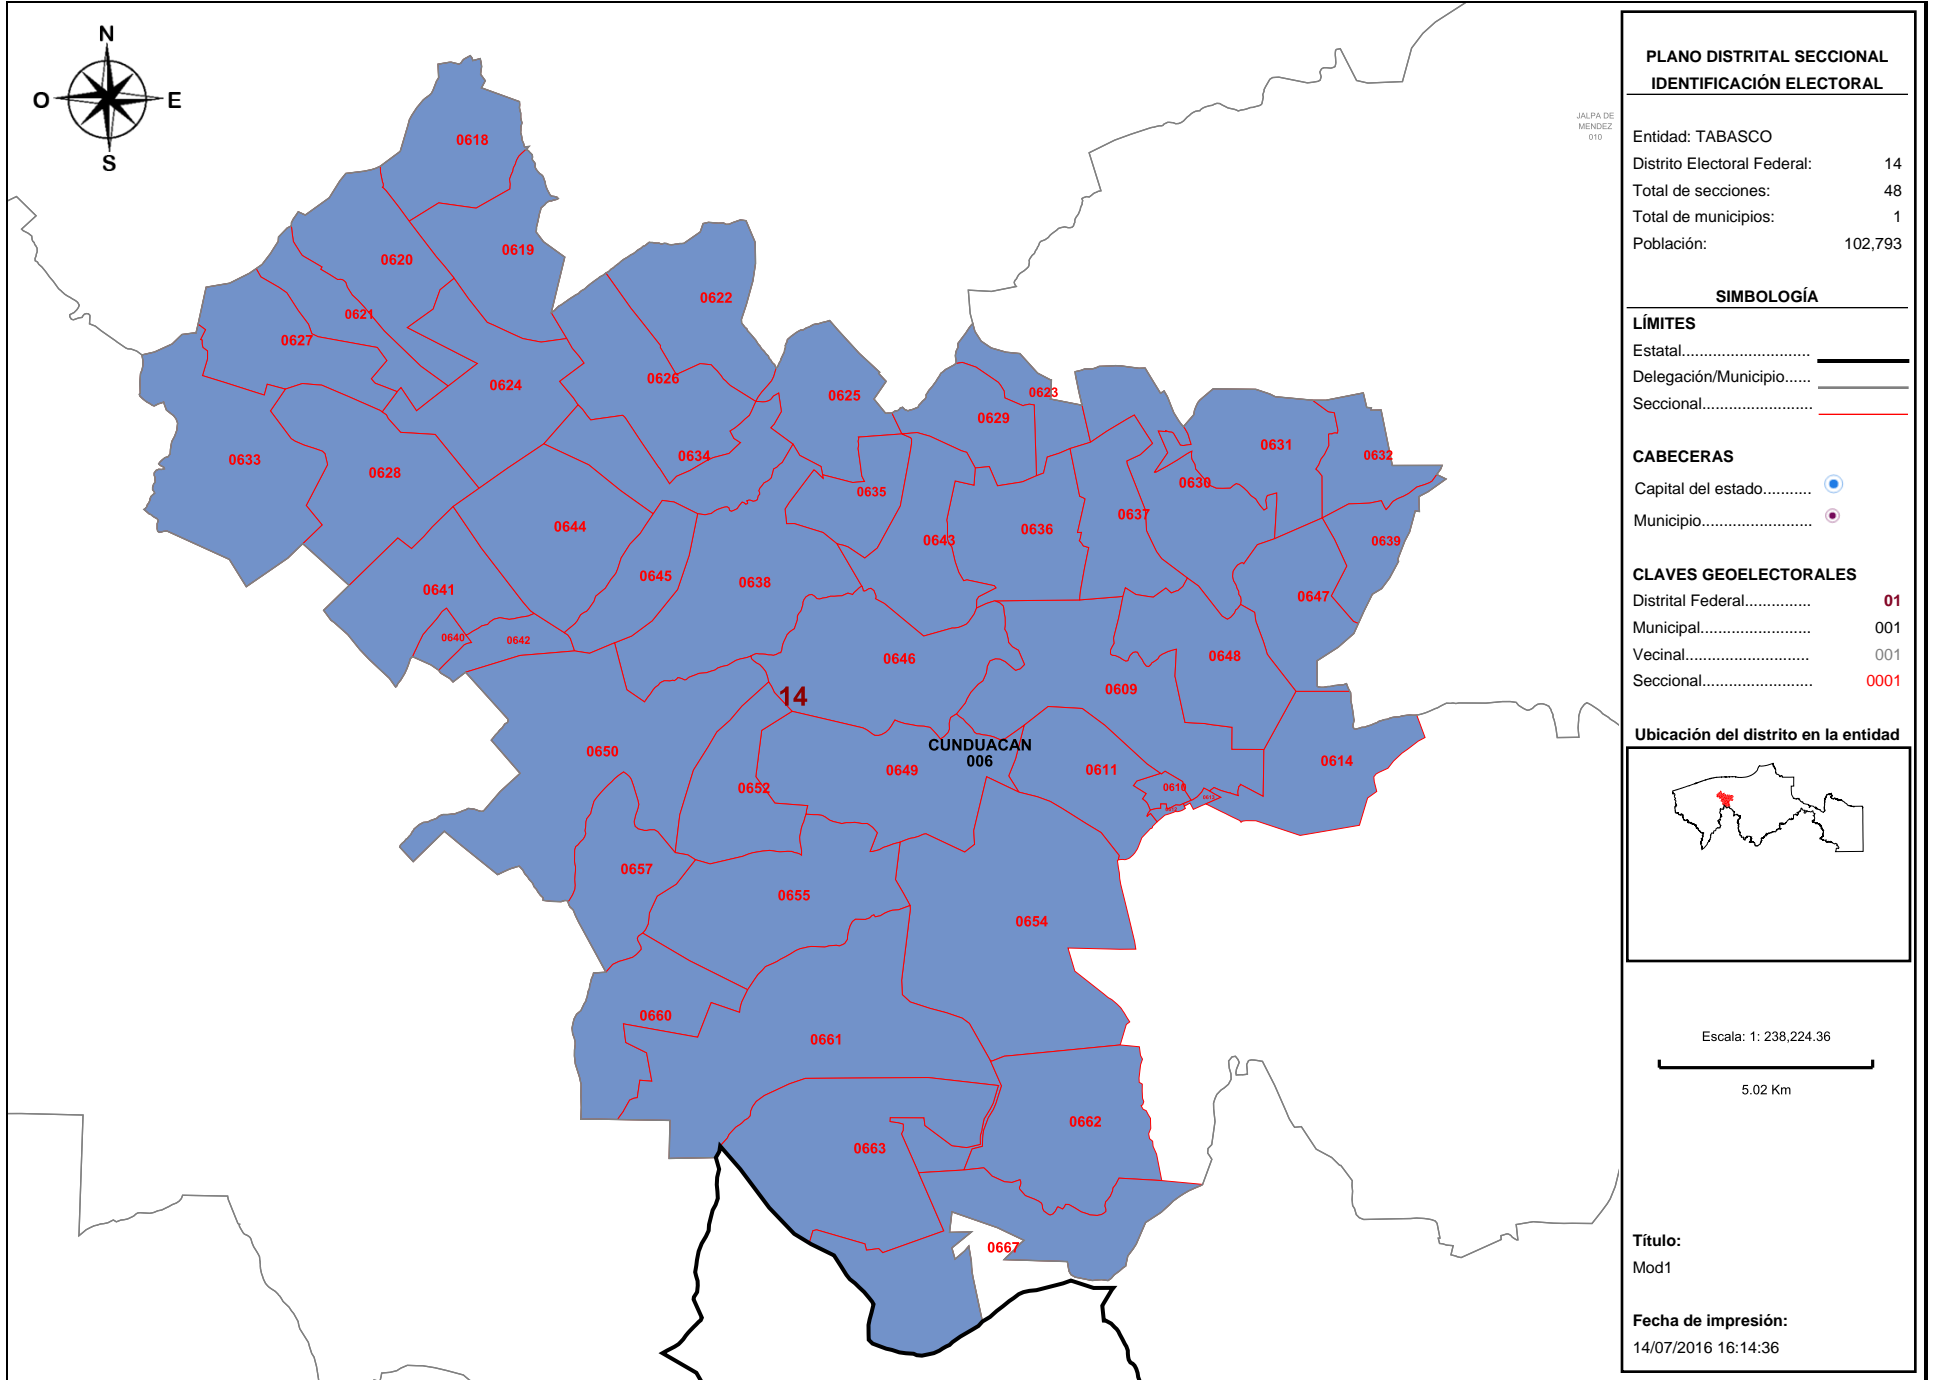 N
O
E
S
JALPA DE
MENDEZ
010
0618
0619
0620
0622
0621
0627
0626
0624
0625
0623
0629
0631
0632
0634
0633
0628
0635
0630
0637
0644
0636
0643
0639
0645
0638
0641
0647
0640
0642
0646
0648
0609
14
CUNDUACAN
006
0650
0649
0611
0614
0652
0610
0657
0655
0654
0660
0661
0662
0663
0667
PLANO DISTRITAL SECCIONAL
IDENTIFICACIÓN ELECTORAL
Entidad: TABASCO
Distrito Electoral Federal: 14
Total de secciones: 48
Total de municipios: 1
Población: 102,793
SIMBOLOGÍA
LÍMITES
Estatal............................
Delegación/Municipio......
Seccional.........................
CABECERAS
Capital del estado...........
Municipio.........................
CLAVES GEOELECTORALES
Distrital Federal............... 01
Municipal......................... 001
Vecinal............................ 001
Seccional......................... 0001
Ubicación del distrito en la entidad
Escala: 1: 238,224.36
5.02 Km
Título:
Mod1
Fecha de impresión:
14/07/2016 16:14:36